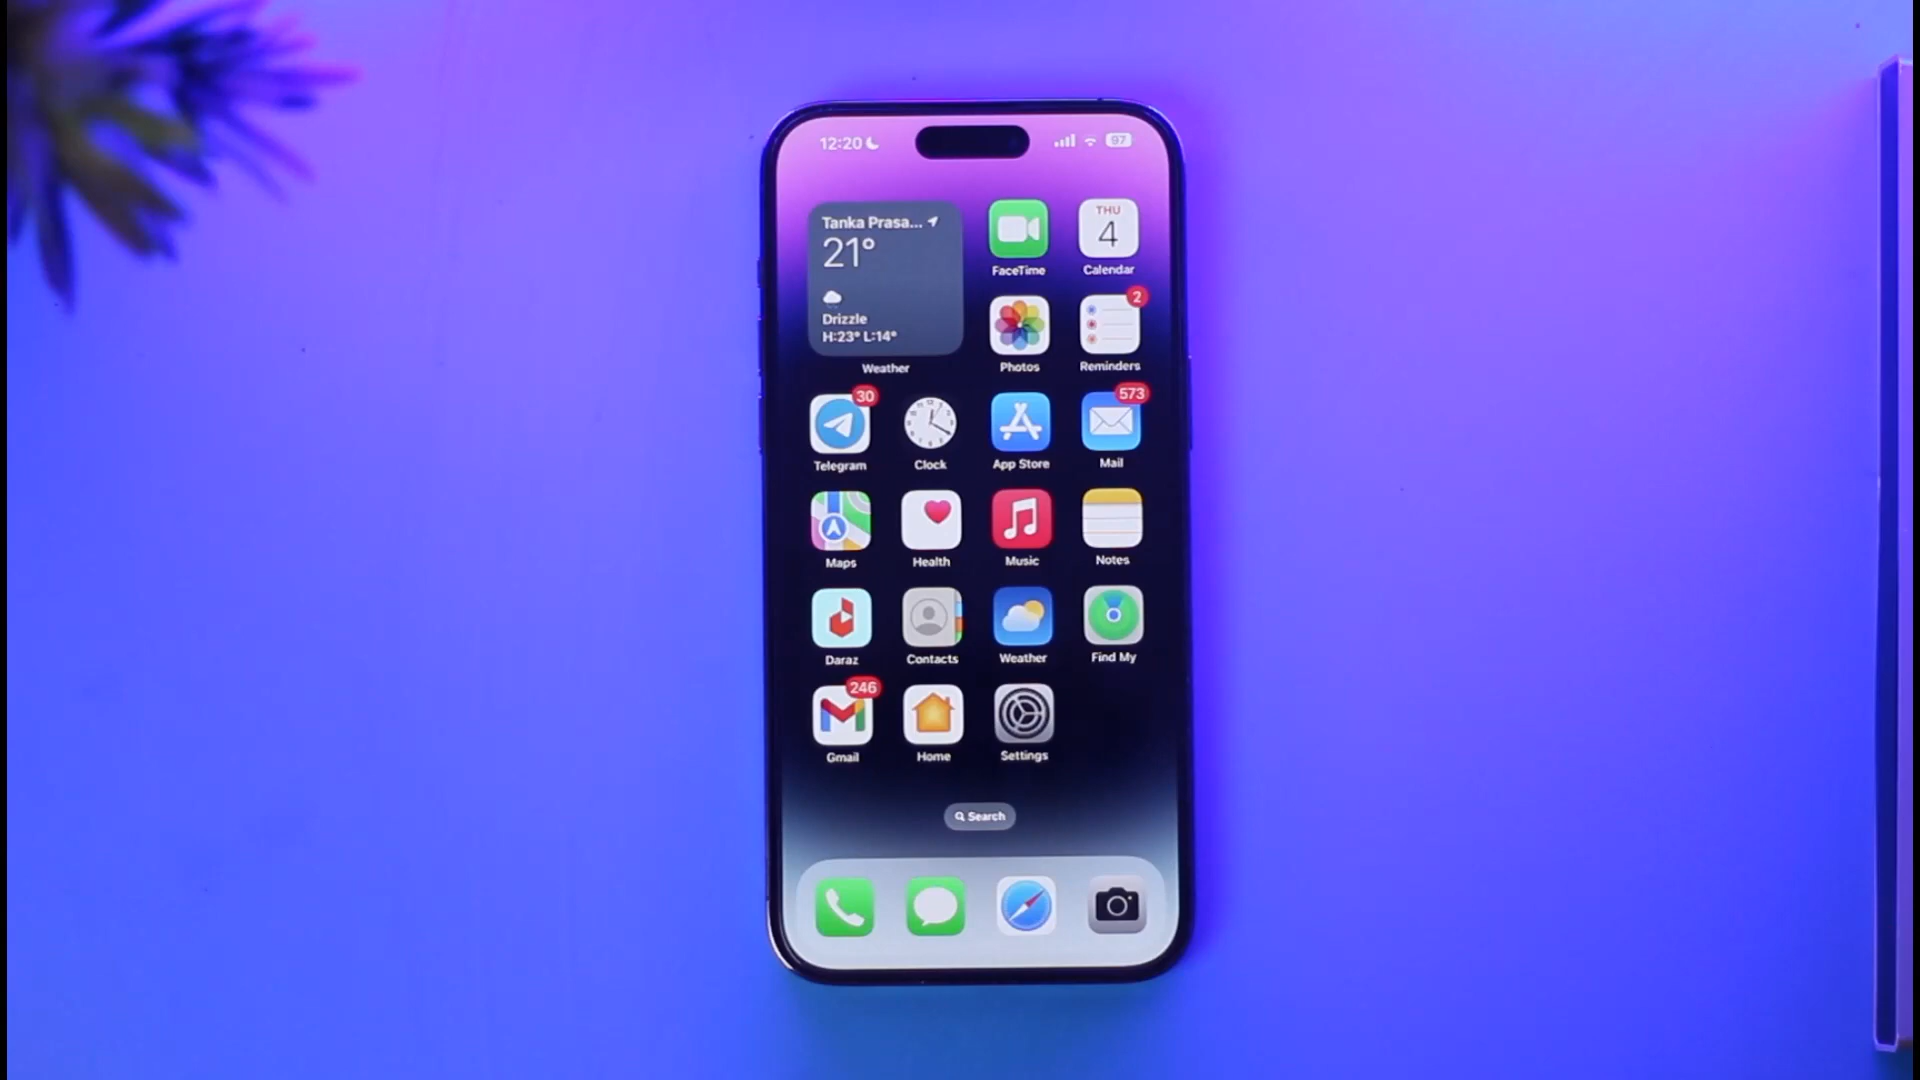 12:20
97
Tanka Prasa...
21°
Drizzle
H:23° L:14°
Weather
FaceTime
THU
4
Calendar
Photos
2
Reminders
30
Telegram
Clock
App Store
573
Mail
Maps
Health
Music
Notes
Daraz
Contacts
Weather
Find My
246
Gmail
Home
Settings
Search